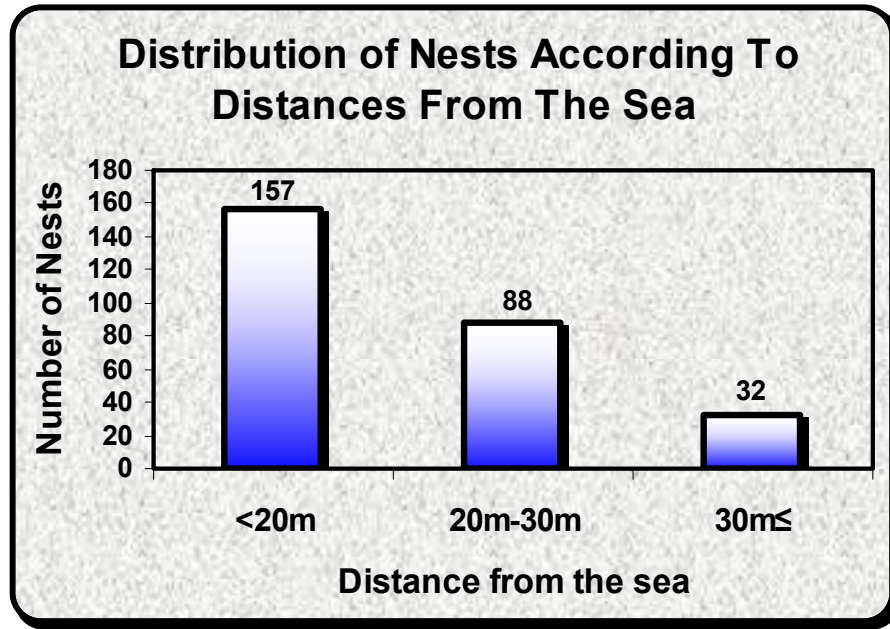 Distribution of Nests According To
Distances From The Sea
Number of Nests
180
160
140
120
100
80
60
40
20
0
157
88
32
<20m
20m-30m
30m≤
Distance from the sea